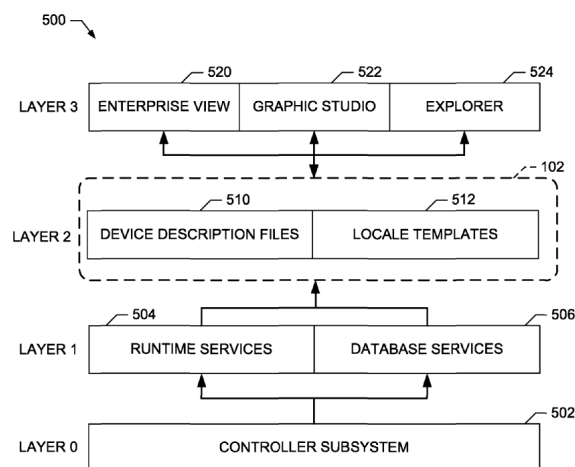 500
520 522 524
LAYER 3 ENTERPRISE VIEW GRAPHIC STUDIO EXPLORER
102
510 512
LAYER 2 DEVICE DESCRIPTION FILES LOCALE TEMPLATES
504 506
LAYER 1 RUNTIME SERVICES DATABASE SERVICES
502
LAYER 0 CONTROLLER SUBSYSTEM